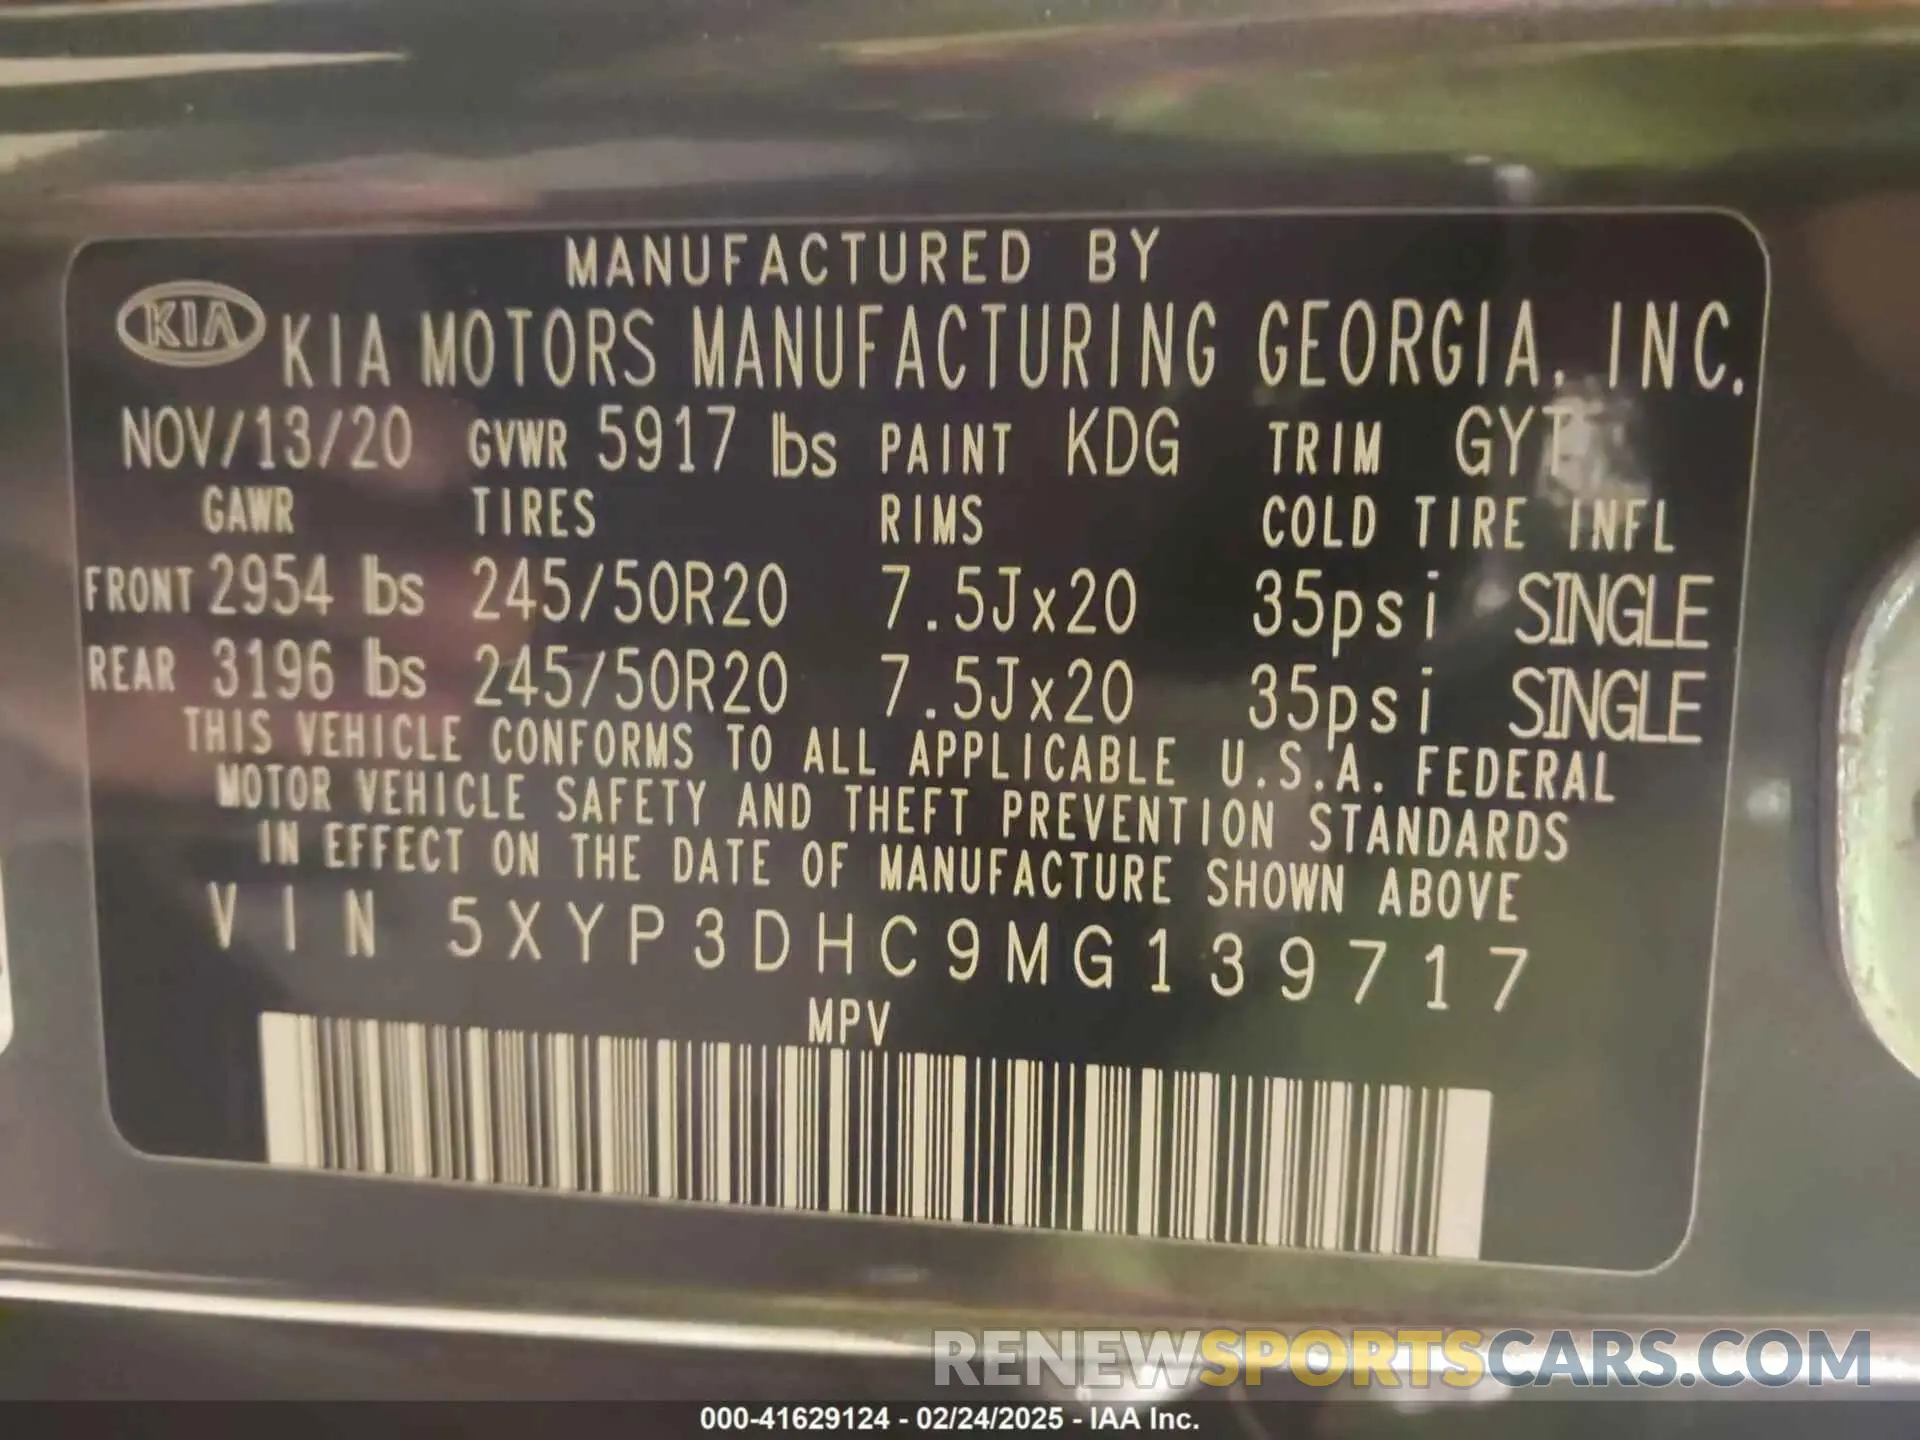 MANUFACTURED BY
KIA KIA MOTORS MANUFACTURING GEORGIA, INC.
NOV/13/20 GVWR 5917 lbs PAINT KDG TRIM GYT
GAWR TIRES RIMS COLD TIRE INFL
FRONT 2954 lbs 245/50R20 7.5Jx20 35psi SINGLE
REAR 3196 lbs 245/50R20 7.5Jx20 35psi SINGLE
THIS VEHICLE CONFORMS TO ALL APPLICABLE U.S.A. FEDERAL
MOTOR VEHICLE SAFETY AND THEFT PREVENTION STANDARDS
IN EFFECT ON THE DATE OF MANUFACTURE SHOWN ABOVE
VIN 5XYP3DHC9MG139717
MPV
RENEWSPORTSCARS.COM
000-41629124 - 02/24/2025 - IAA Inc.